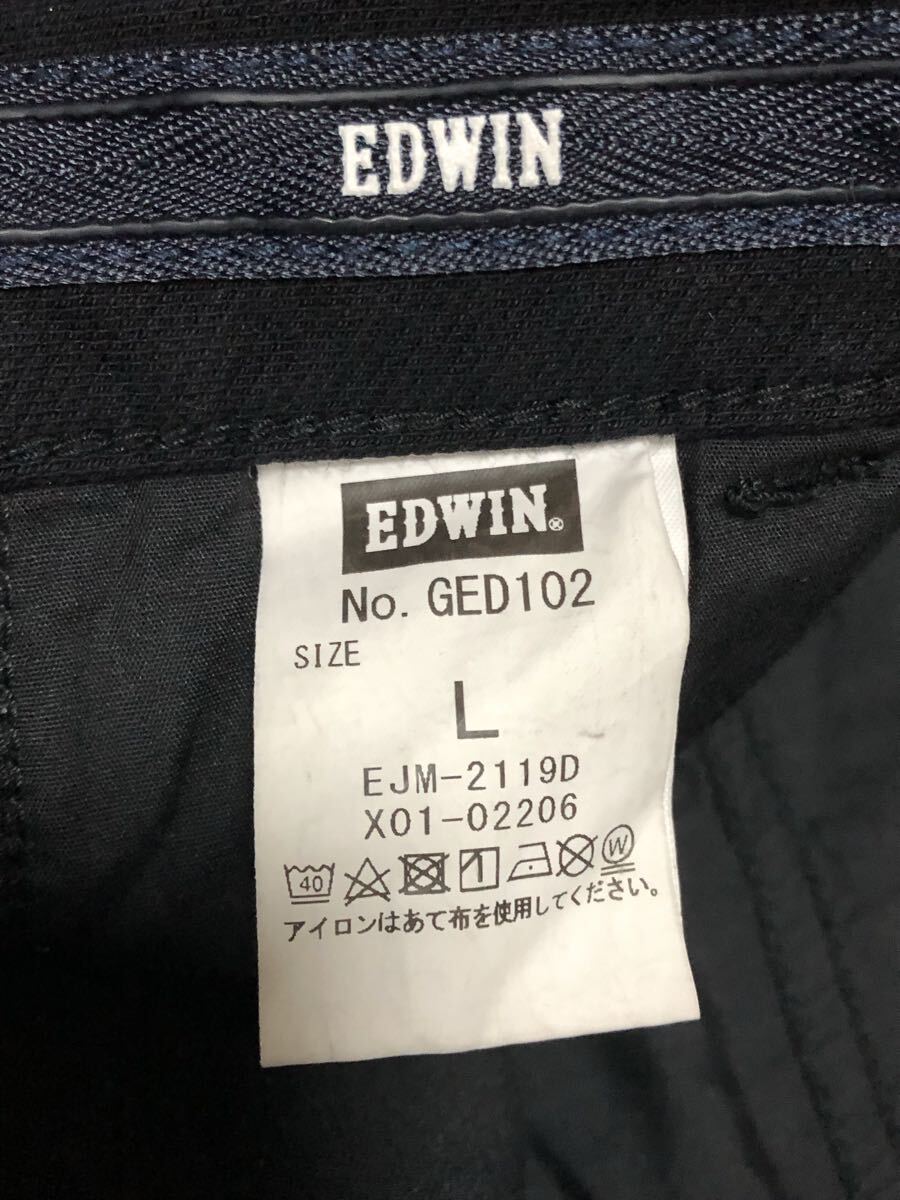 EDWIN
EDWIN®
No. GED102
SIZE
L
EJM-2119D
X01-02206
40 1 W
アイロンはあて布を使用してください。